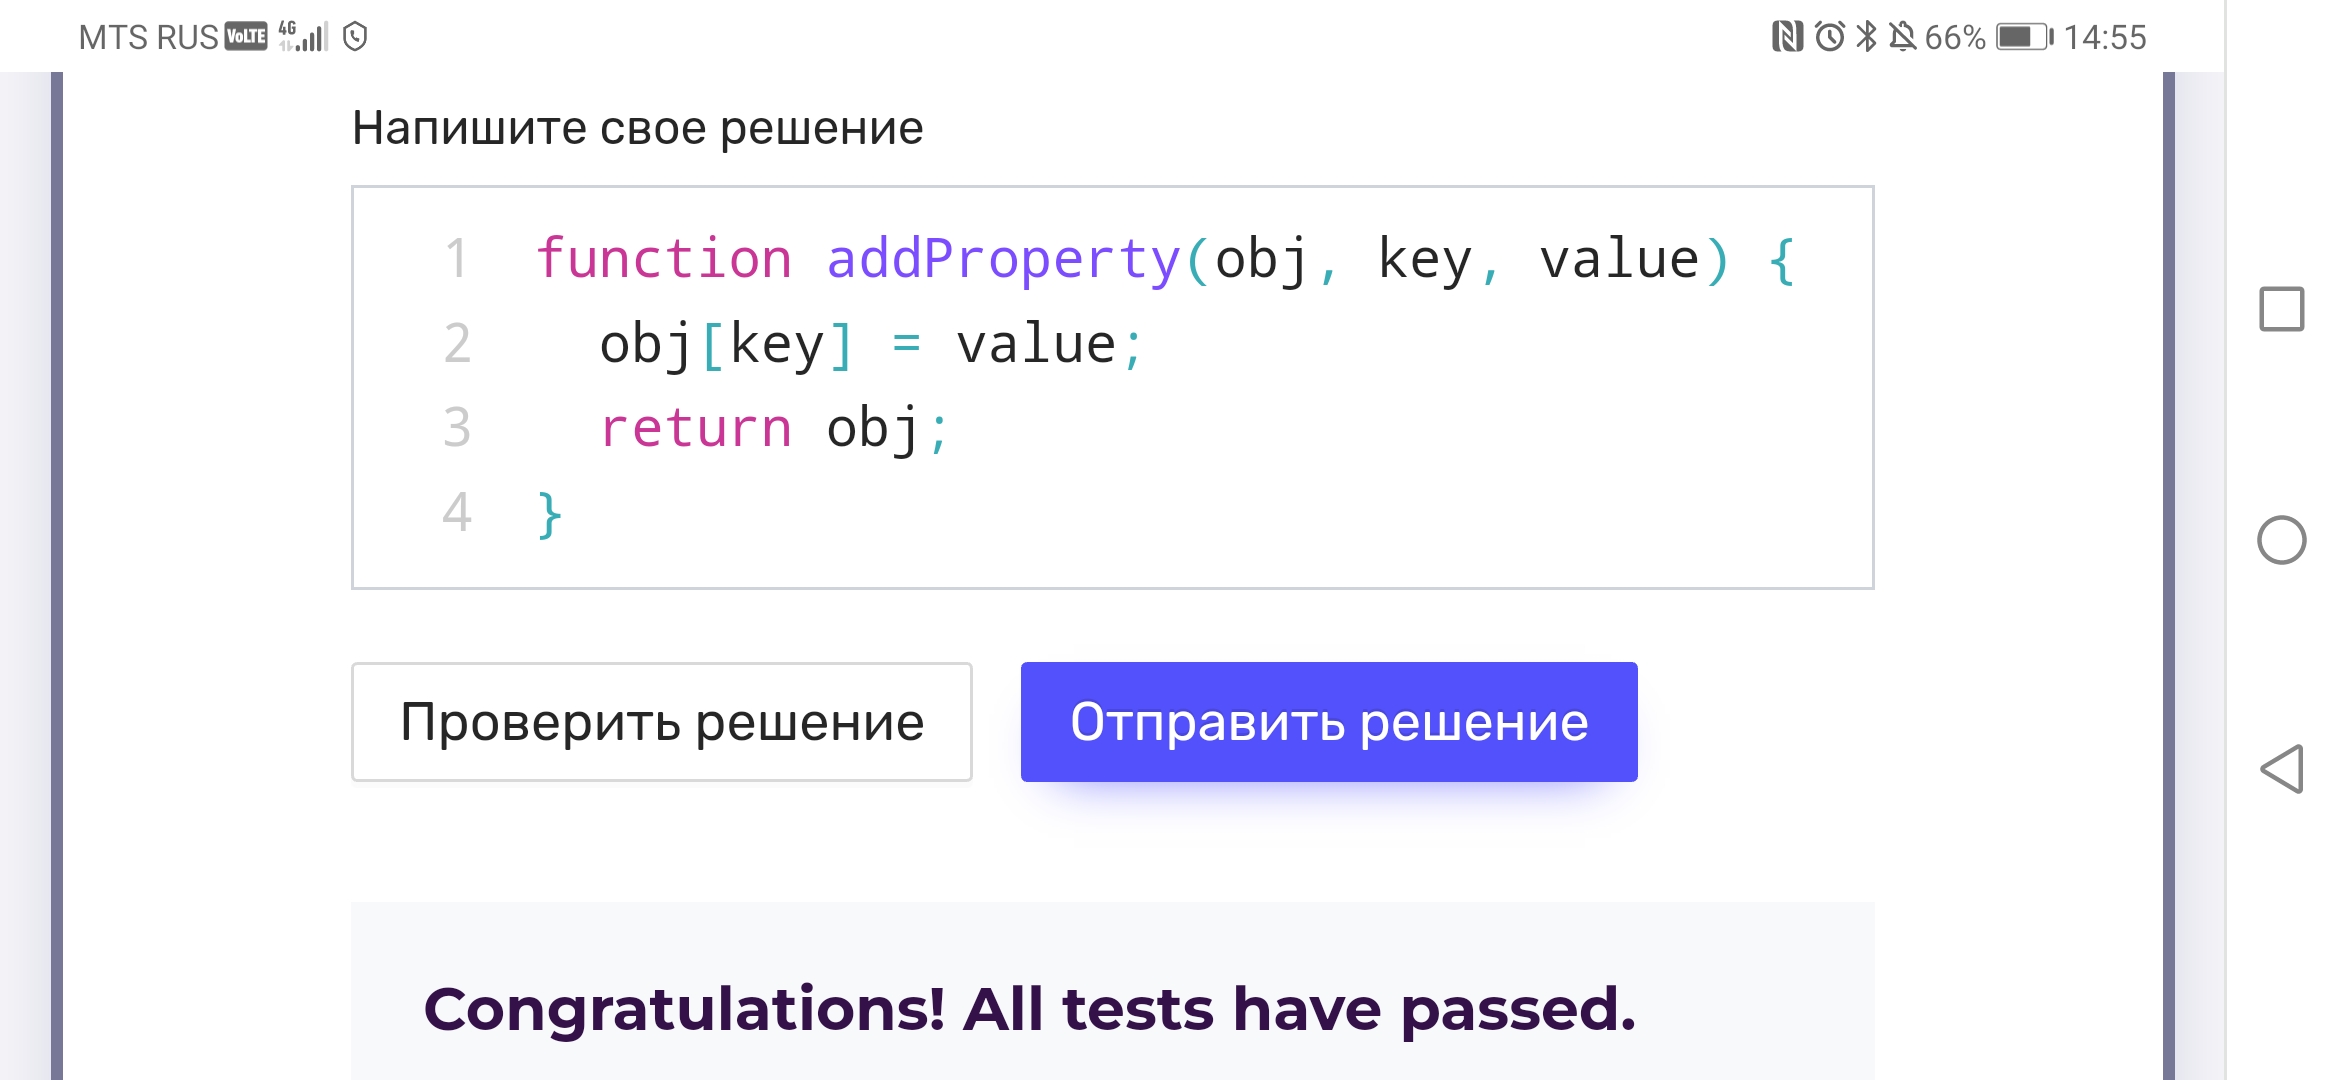 MTS RUS VoLTE 4G 66% 14:55
Напишите свое решение
1 function addProperty(obj, key, value) {
2 obj[key] = value;
3 return obj;
4 }
Проверить решение Отправить решение
Congratulations! All tests have passed.